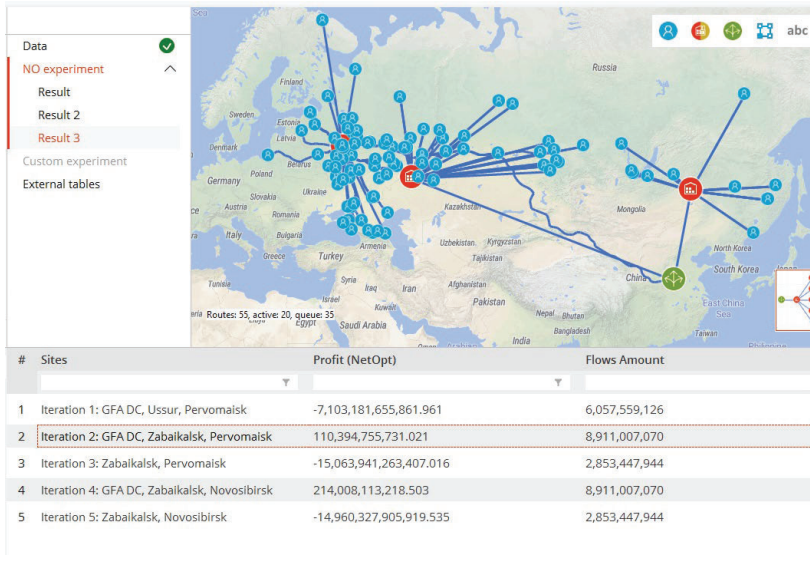 Data
NO experiment
Result
Result 2
Result 3
Custom experiment
External tables
abc
Sea
Russia
Finland
Sweden
Estonia
Latvia
Denmark
Belarus
Poland
Germany
Ukraine
Slovakia
Austria
Romania
Kazakhstan
Mongolia
Italy
Bulgaria
Greece
Armenia
Uzbekistan
Kyrgyzstan
Turkey
Tajikistan
North Korea
South Korea
Japan
Tunisia
Syria
Iraq
Iran
Afghanistan
China
Israel
Kuwait
Pakistan
Nepal
Bhutan
East China
Sea
Routes: 55, active: 20, queue: 35
Libya
Egypt
Saudi Arabia
Bangladesh
India
Taiwan
# Sites Profit (NetOpt) Flows Amount
1 Iteration 1: GFA DC, Ussur, Pervomaisk -7,103,181,655,861.961 6,057,559,126
2 Iteration 2: GFA DC, Zabaikalsk, Pervomaisk 110,394,755,731.021 8,911,007,070
3 Iteration 3: Zabaikalsk, Pervomaisk -15,063,941,263,407.016 2,853,447,944
4 Iteration 4: GFA DC, Zabaikalsk, Novosibirsk 214,008,113,218.503 8,911,007,070
5 Iteration 5: Zabaikalsk, Novosibirsk -14,960,327,905,919.535 2,853,447,944